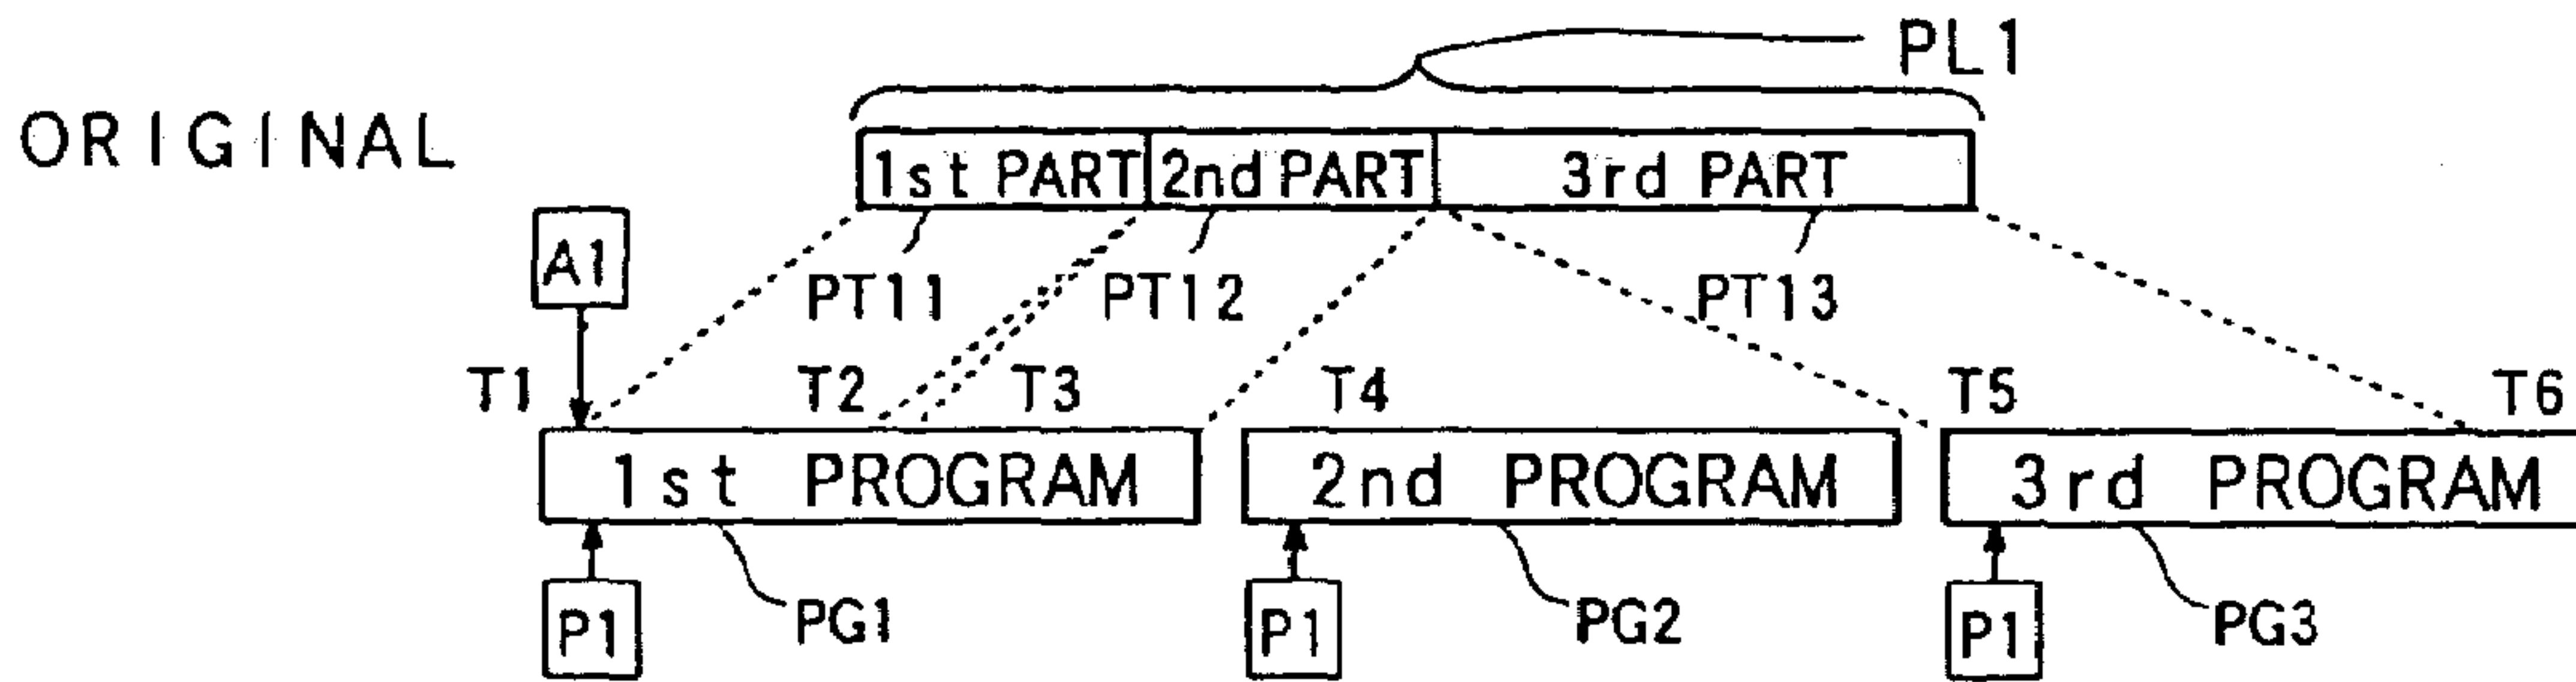 PL1
ORIGINAL
1st PART 2nd PART 3rd PART
A1
PT11 PT12 PT13
T1 T2 T3 T4 T5 T6
1st PROGRAM 2nd PROGRAM 3rd PROGRAM
P1 PG1 P1 PG2 P1 PG3